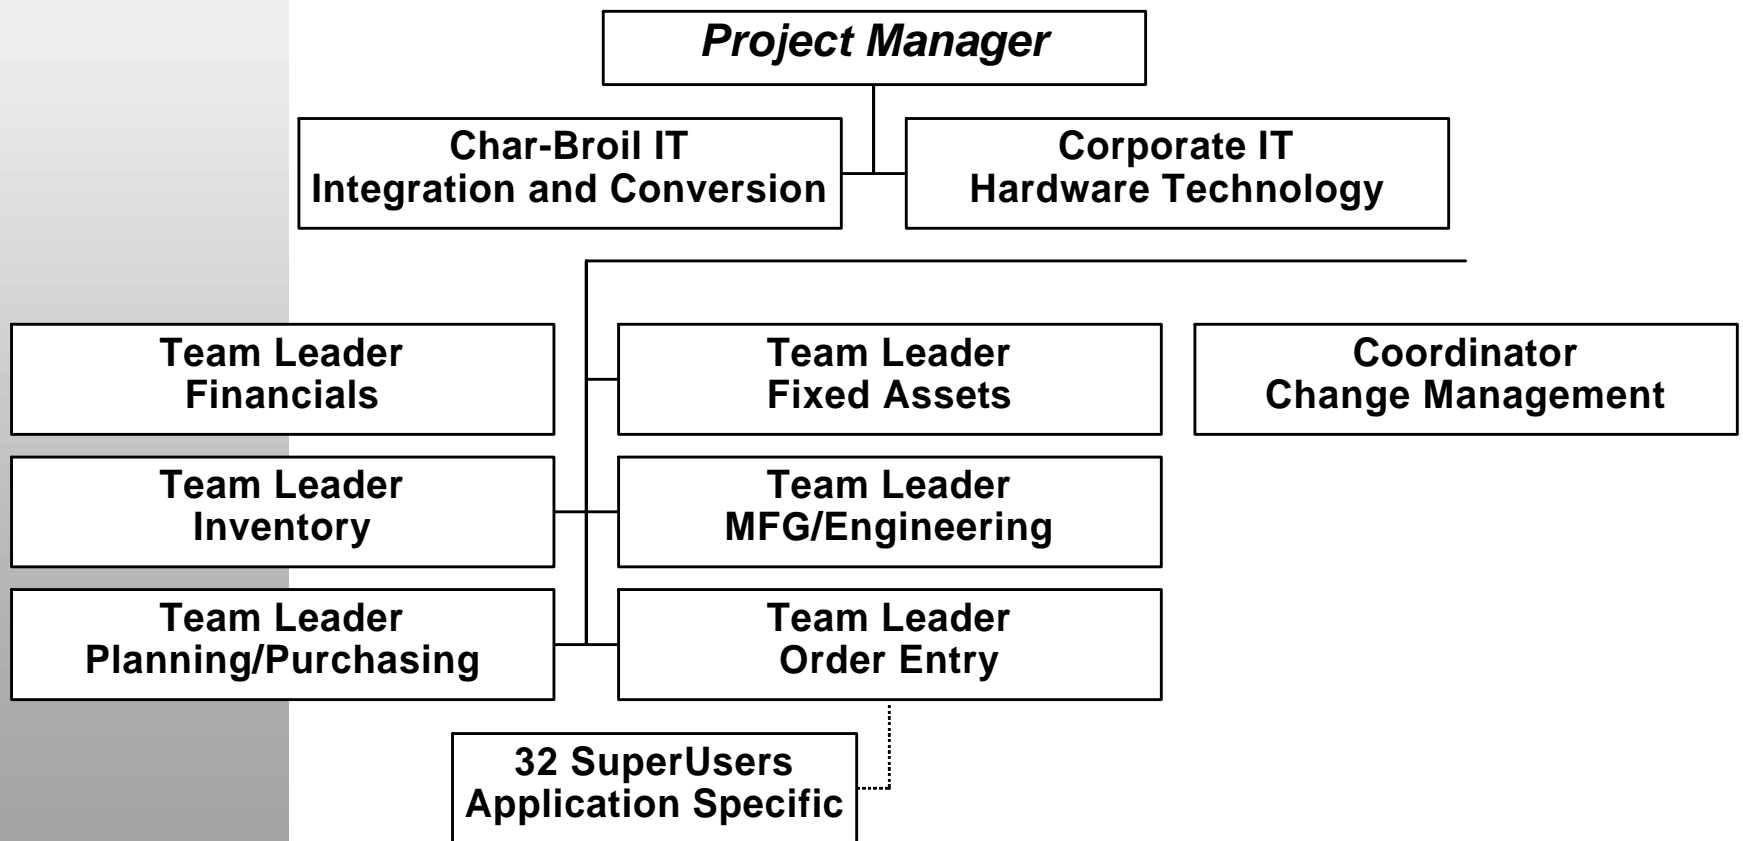 Project Manager
Char-Broil IT
Integration and Conversion
Corporate IT
Hardware Technology
Team Leader
Financials
Team Leader
Fixed Assets
Coordinator
Change Management
Team Leader
Inventory
Team Leader
MFG/Engineering
Team Leader
Planning/Purchasing
Team Leader
Order Entry
32 SuperUsers
Application Specific